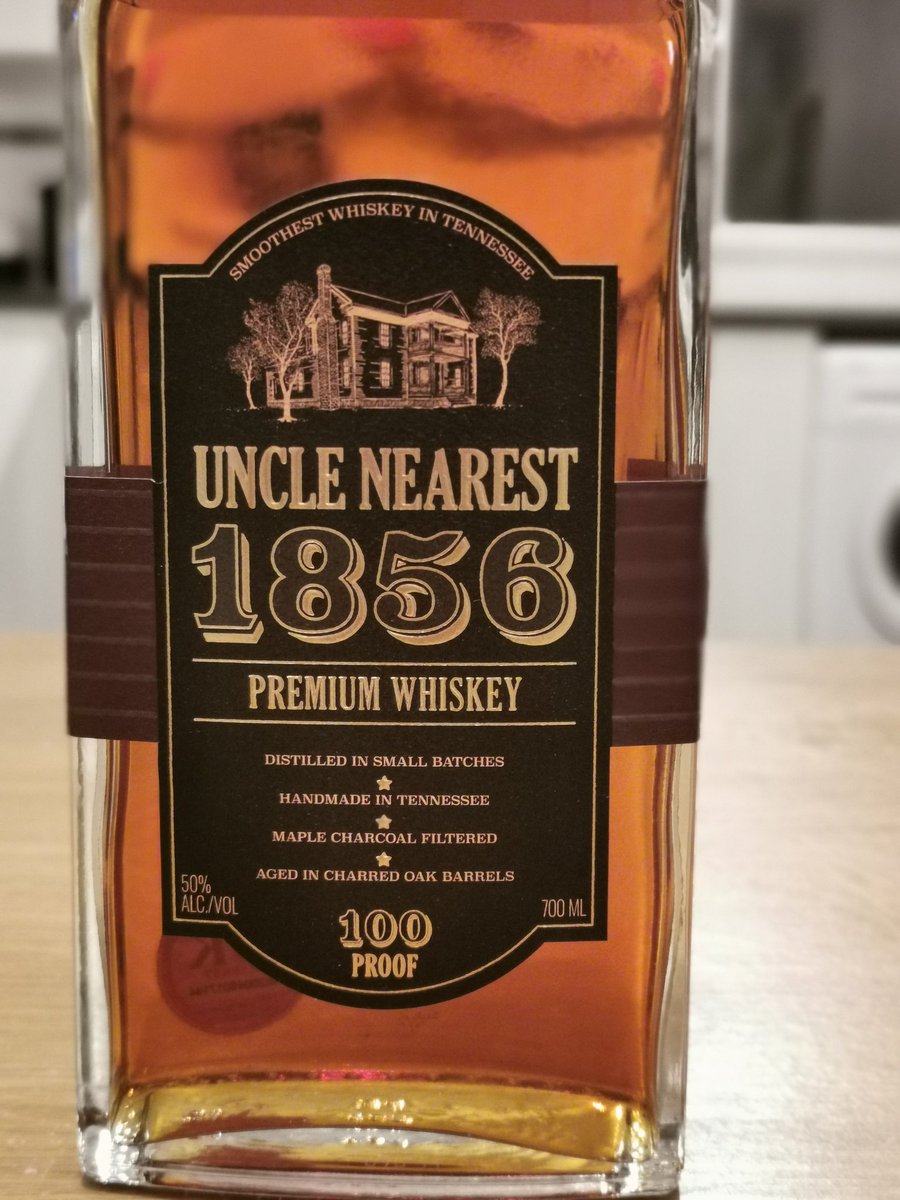 SMOOTHEST WHISKEY IN TENNESSEE
UNCLE NEAREST
1856
PREMIUM WHISKEY
DISTILLED IN SMALL BATCHES
HANDMADE IN TENNESSEE
MAPLE CHARCOAL FILTERED
AGED IN CHARRED OAK BARRELS
50%
ALC./VOL
700 ML
100
PROOF